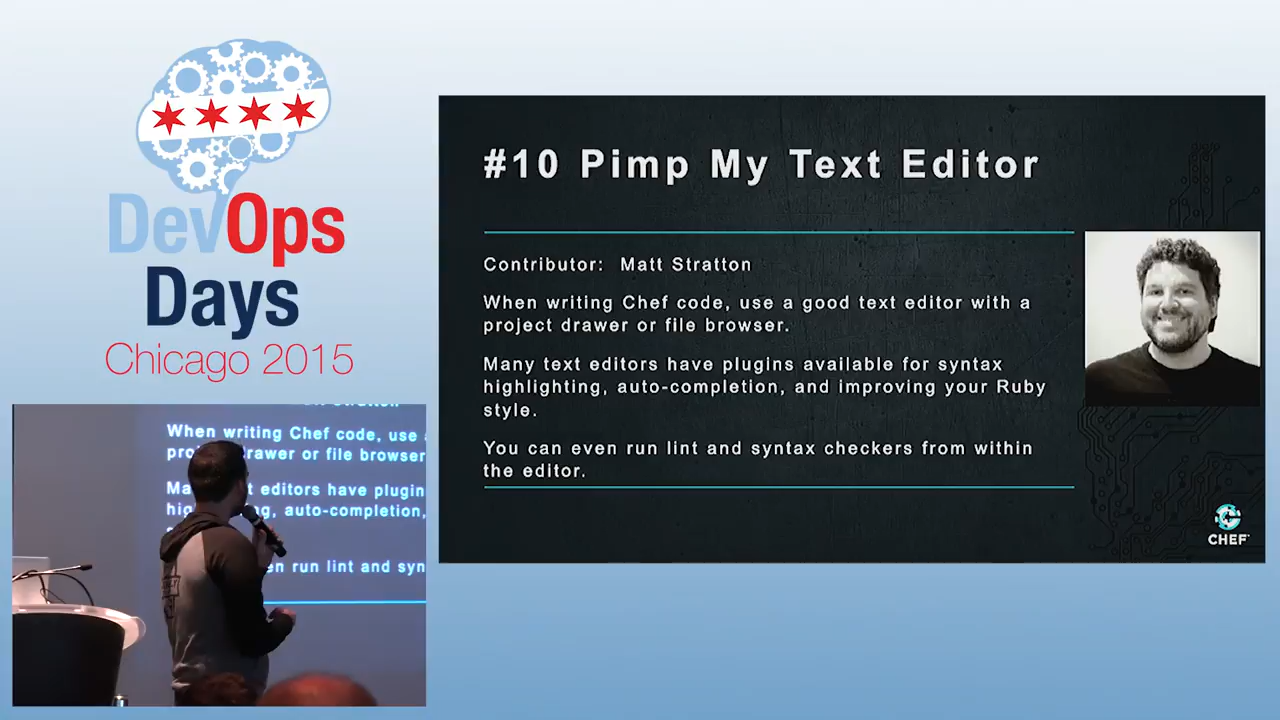 DevOps
Days
Chicago 2015
#10 Pimp My Text Editor
Contributor: Matt Stratton
When writing Chef code, use a good text editor with a
project drawer or file browser.
Many text editors have plugins available for syntax
highlighting, auto-completion, and improving your Ruby
style.
You can even run lint and syntax checkers from within
the editor.
CHEF
When writing Chef code, use
drawer or file browser
editors have plugin
auto-completion,
run lint and syn